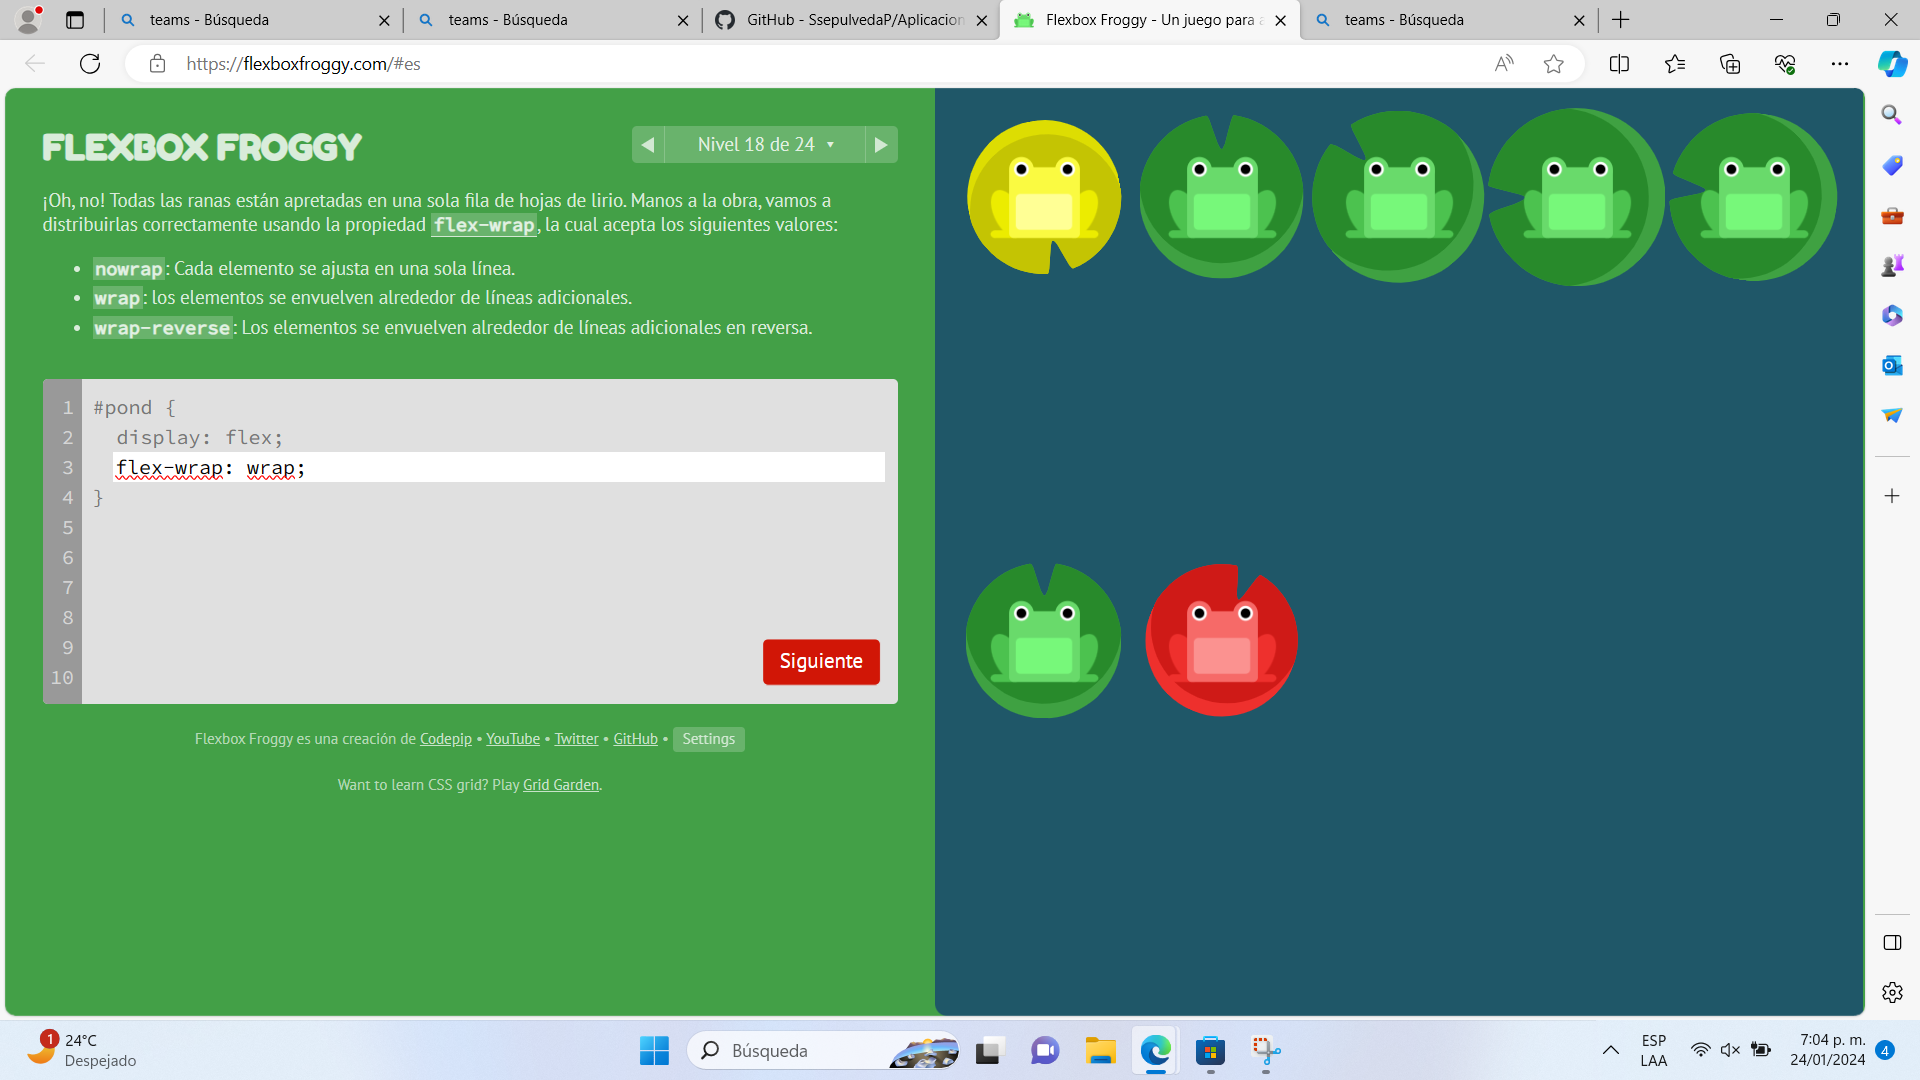 teams - Búsqueda
teams - Búsqueda
GitHub - SsepulvedaP/Aplicacion
Flexbox Froggy - Un juego para a
teams - Búsqueda
https://flexboxfroggy.com/#es
FLEXBOX FROGGY
Nivel 18 de 24
¡Oh, no! Todas las ranas están apretadas en una sola fila de hojas de lirio. Manos a la obra, vamos a
distribuirlas correctamente usando la propiedad flex-wrap, la cual acepta los siguientes valores:
• nowrap: Cada elemento se ajusta en una sola línea.
• wrap: los elementos se envuelven alrededor de líneas adicionales.
• wrap-reverse: Los elementos se envuelven alrededor de líneas adicionales en reversa.
1 #pond {
2 display: flex;
3 flex-wrap: wrap;
4 }
5
6
7
8
9
10
Siguiente
Flexbox Froggy es una creación de Codepip • YouTube • Twitter • GitHub • Settings
Want to learn CSS grid? Play Grid Garden.
1
24°C
Despejado
Búsqueda
ESP
LAA
7:04 p. m.
24/01/2024
4